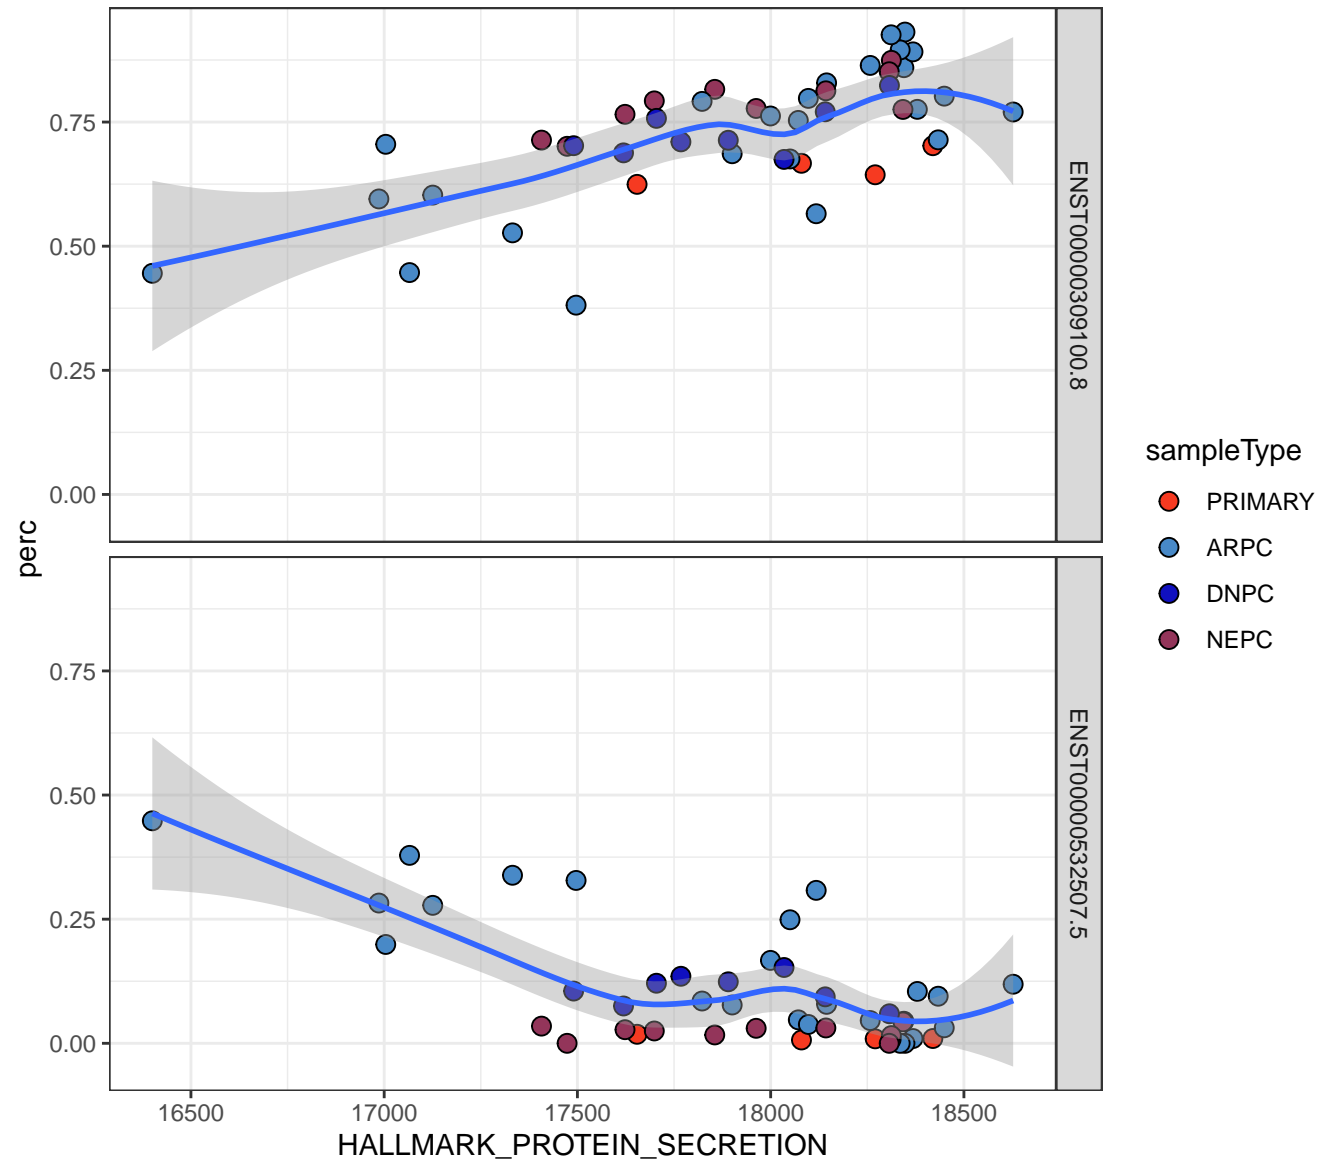 perc
0.75
0.50
0.25
0.00
ENST00000309100.8
0.75
0.50
0.25
0.00
ENST00000532507.5
16500
17000
17500
18000
18500
HALLMARK_PROTEIN_SECRETION
sampleType
PRIMARY
ARPC
DNPC
NEPC